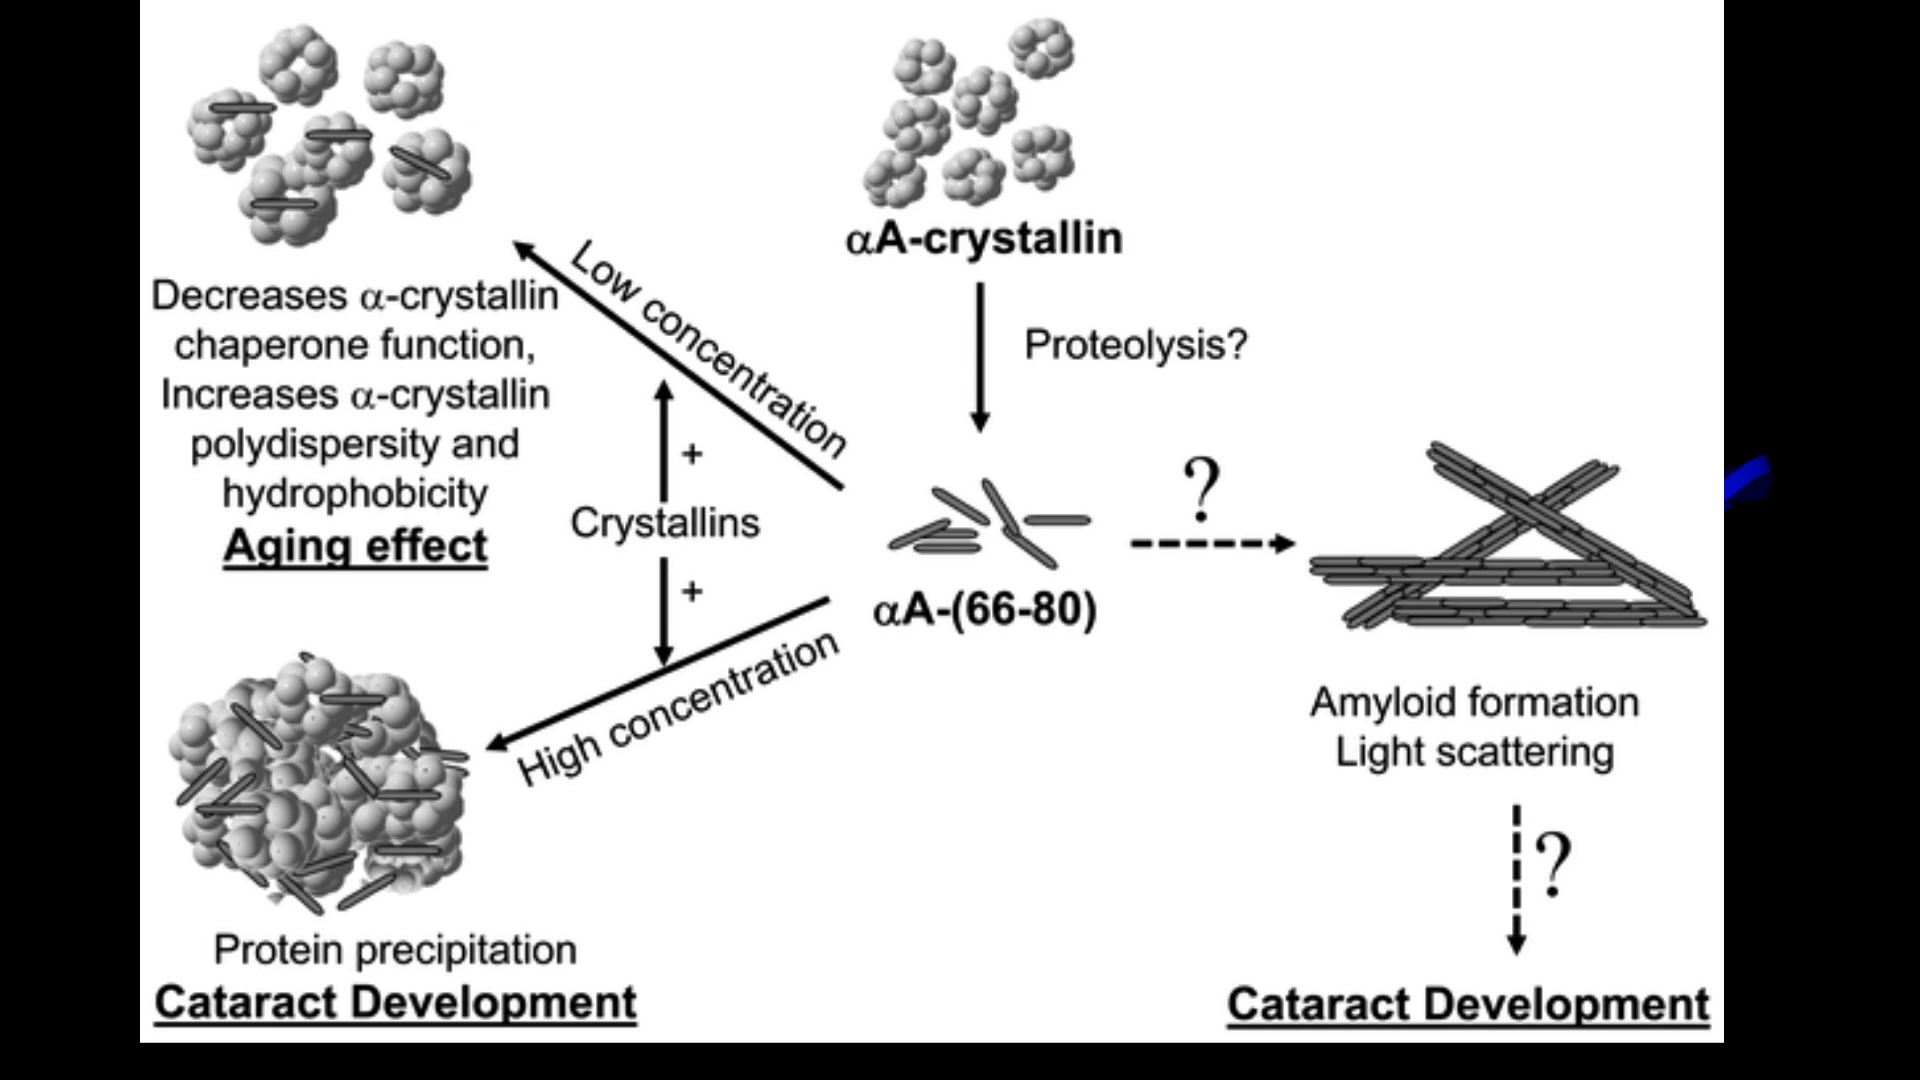 αA-crystallin
Proteolysis?
Low concentration
Decreases α-crystallin
chaperone function,
Increases α-crystallin
polydispersity and
hydrophobicity
Aging effect
+
Crystallins
+
αA-(66-80)
?
High concentration
Protein precipitation
Cataract Development
Amyloid formation
Light scattering
?
Cataract Development